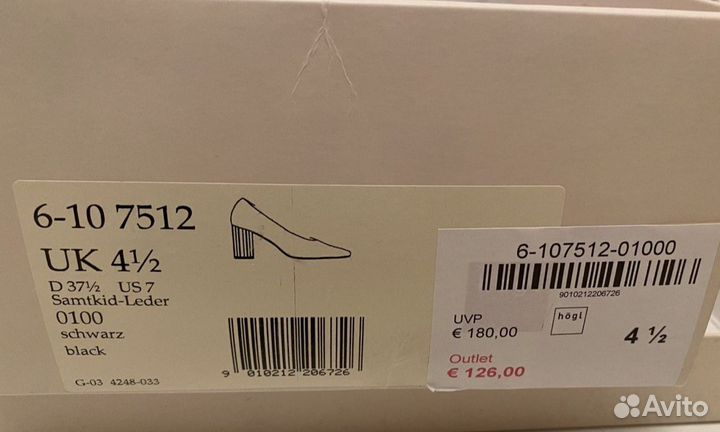 6-10 7512
UK 4½
D 37½ US 7
Samtkid-Leder
0100
schwarz
black
G-03 4248-033
9 010212 206726
6-107512-01000
9010212206726
UVP
€ 180,00
högl
4 ½
Outlet
€ 126,00
Avito